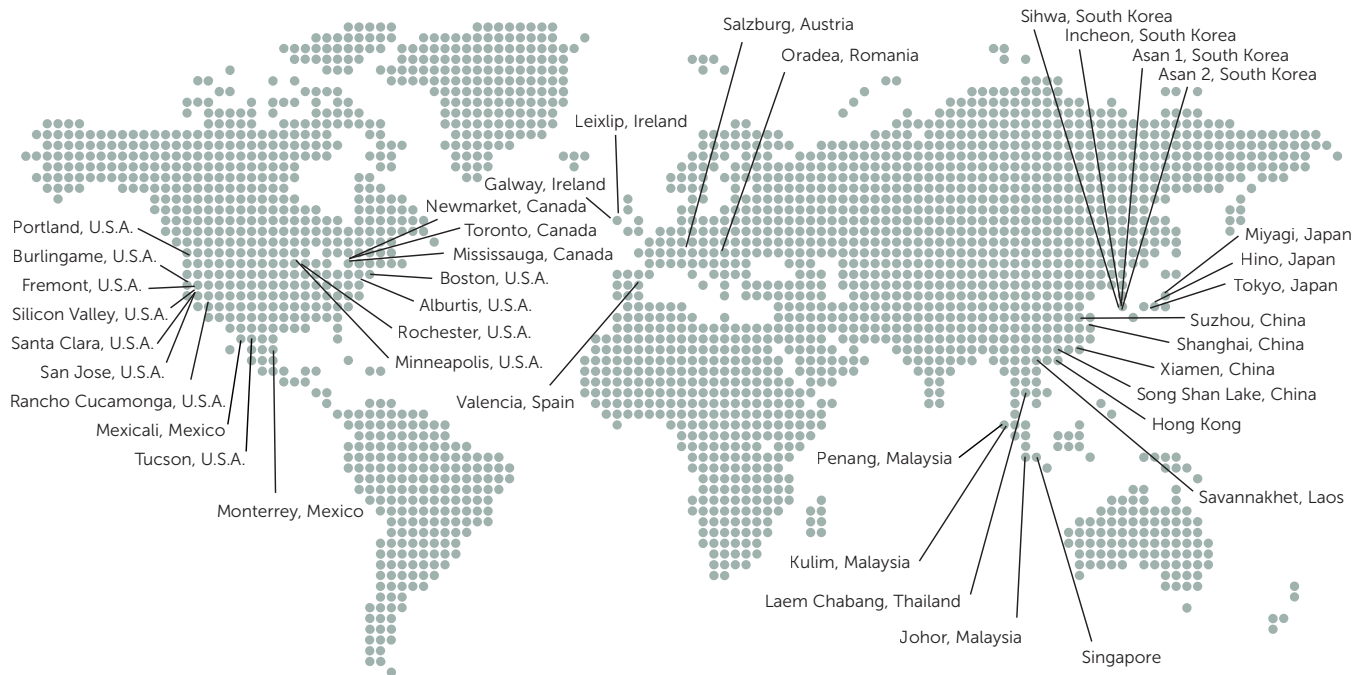 Salzburg, Austria
Oradea, Romania
Sihwa, South Korea
Incheon, South Korea
Asan 1, South Korea
Asan 2, South Korea
Leixlip, Ireland
Galway, Ireland
Newmarket, Canada
Toronto, Canada
Mississauga, Canada
Boston, U.S.A.
Alburtis, U.S.A.
Rochester, U.S.A.
Minneapolis, U.S.A.
Valencia, Spain
Portland, U.S.A.
Burlingame, U.S.A.
Fremont, U.S.A.
Silicon Valley, U.S.A.
Santa Clara, U.S.A.
San Jose, U.S.A.
Rancho Cucamonga, U.S.A.
Mexicali, Mexico
Tucson, U.S.A.
Monterrey, Mexico
Miyagi, Japan
Hino, Japan
Tokyo, Japan
Suzhou, China
Shanghai, China
Xiamen, China
Song Shan Lake, China
Hong Kong
Savannakhet, Laos
Penang, Malaysia
Kulim, Malaysia
Laem Chabang, Thailand
Johor, Malaysia
Singapore